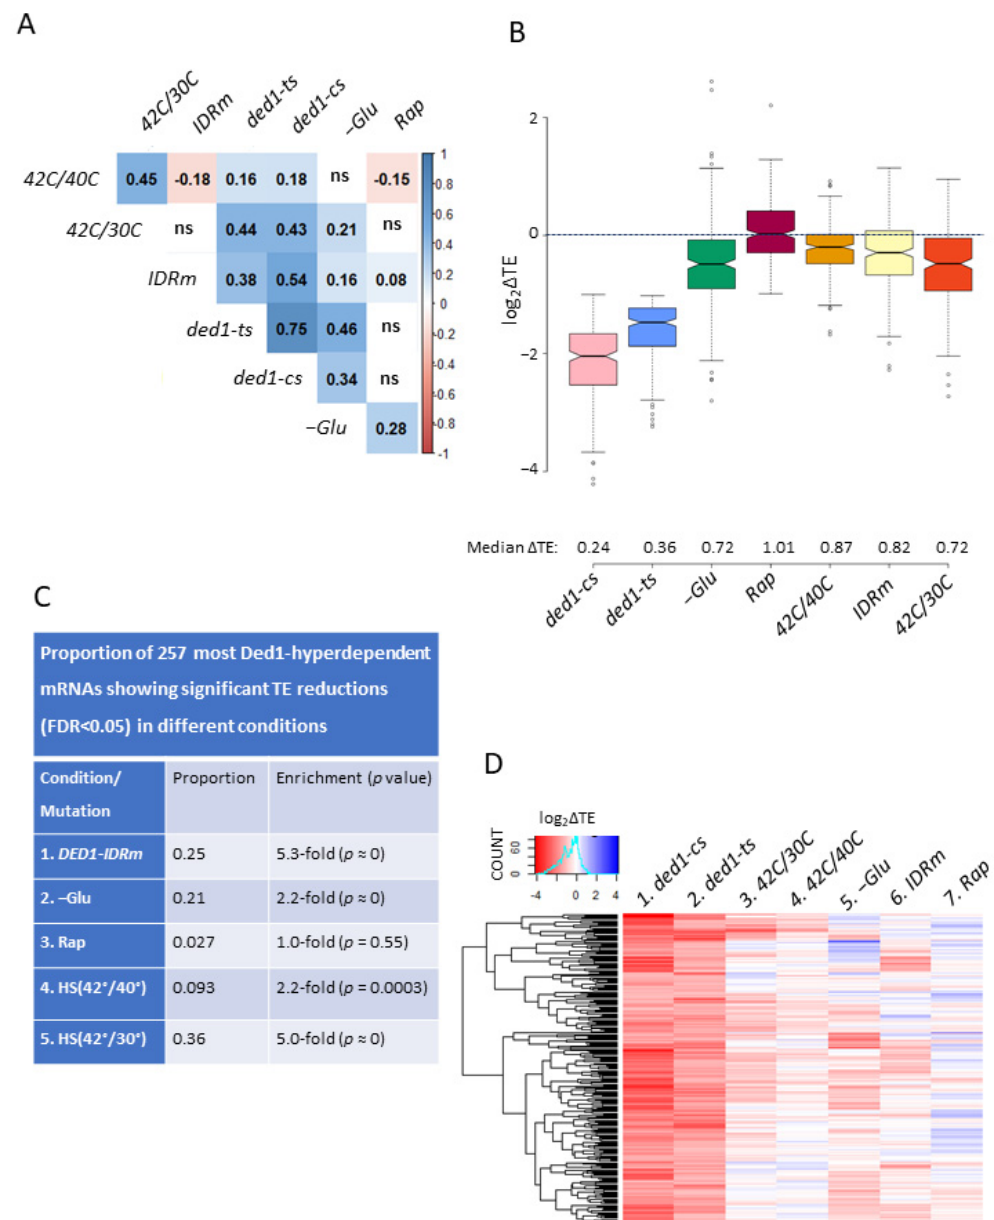 A
42C/30C IDRm ded1-ts ded1-cs –Glu Rap
42C/40C 0.45 -0.18 0.16 0.18 ns -0.15
42C/30C ns 0.44 0.43 0.21 ns
IDRm 0.38 0.54 0.16 0.08
ded1-ts 0.75 0.46 ns
ded1-cs 0.34 ns
–Glu 0.28
1
0.8
0.6
0.4
0.2
0
-0.2
-0.4
-0.6
-0.8
-1
B
log2ΔTE
2
0
–2
–4
Median ΔTE: 0.24 0.36 0.72 1.01 0.87 0.82 0.72
ded1-cs ded1-ts –Glu Rap 42C/40C IDRm 42C/30C
C
Proportion of 257 most Ded1-hyperdependent
mRNAs showing significant TE reductions
(FDR<0.05) in different conditions
Condition/
Mutation
Proportion
Enrichment (p value)
1. DED1-IDRm 0.25 5.3-fold (p ≈ 0)
2. –Glu 0.21 2.2-fold (p ≈ 0)
3. Rap 0.027 1.0-fold (p = 0.55)
4. HS(42°/40°) 0.093 2.2-fold (p = 0.0003)
5. HS(42°/30°) 0.36 5.0-fold (p ≈ 0)
D
log2ΔTE
COUNT
0 60
-4 -2 0 2 4
1. ded1-cs 2. ded1-ts 3. 42C/30C 4. 42C/40C 5. –Glu 6. IDRm 7. Rap